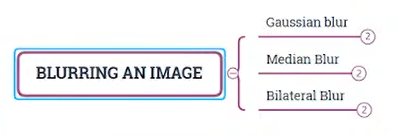 BLURRING AN IMAGE
Gaussian blur
2
Median Blur
2
Bilateral Blur
2